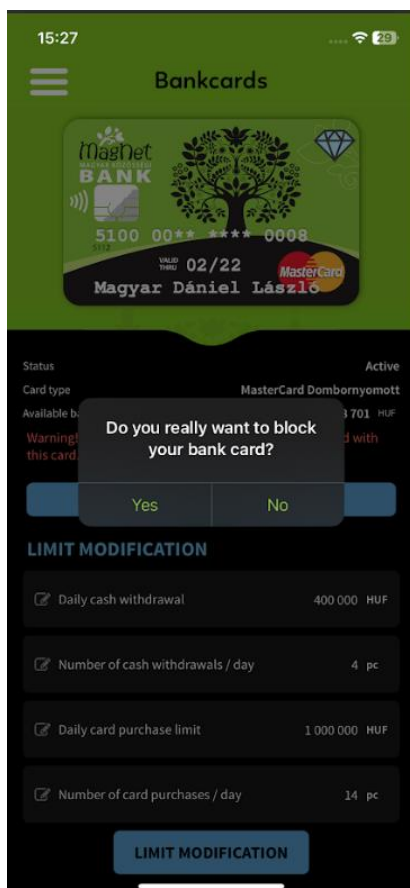 15:27
29
Bankcards
Magnet
MAGYAR KÖZÖSSÉGI
BANK
5100 00** **** 0008
5112
VALID THRU 02/22
MasterCard
Magyar Dániel László
Status Active
Card type MasterCard Dombornyomott
Available b 701 HUF
Warning! d with
this card.
Do you really want to block
your bank card?
Yes No
LIMIT MODIFICATION
Daily cash withdrawal 400 000 HUF
Number of cash withdrawals / day 4 pc
Daily card purchase limit 1 000 000 HUF
Number of card purchases / day 14 pc
LIMIT MODIFICATION